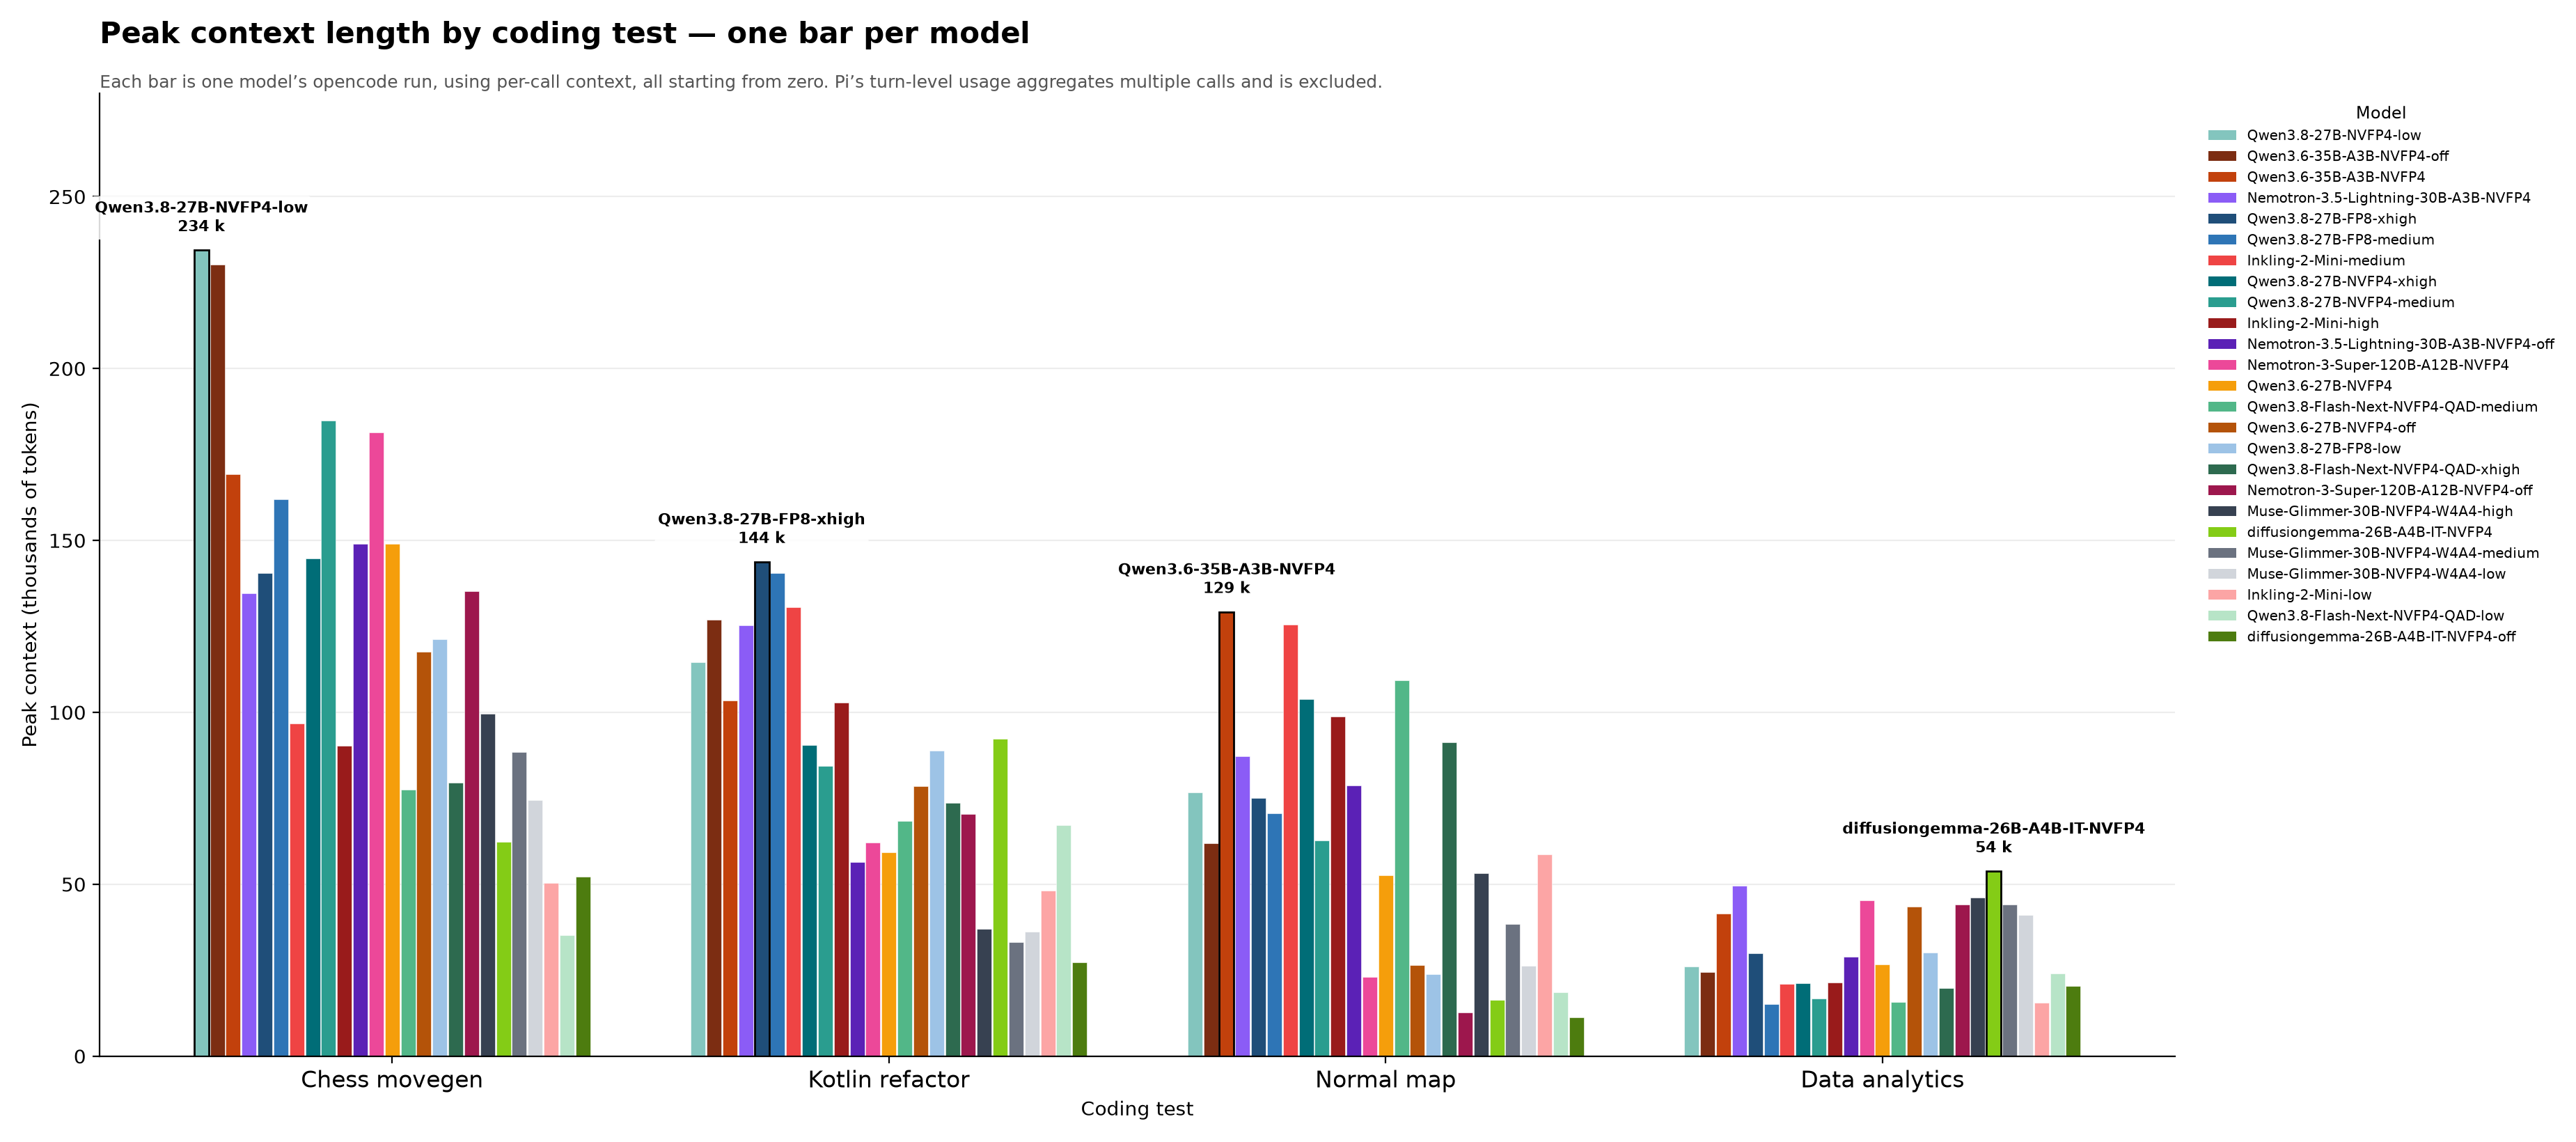 Peak context length by coding test — one bar per model
Each bar is one model’s opencode run, using per-call context, all starting from zero. Pi’s turn-level usage aggregates multiple calls and is excluded.
Peak context (thousands of tokens)
250
200
150
100
50
0
Qwen3.8-27B-NVFP4-low
234 k
Qwen3.8-27B-FP8-xhigh
144 k
Qwen3.6-35B-A3B-NVFP4
129 k
diffusiongemma-26B-A4B-IT-NVFP4
54 k
Chess movegen
Kotlin refactor
Normal map
Data analytics
Coding test
Model
Qwen3.8-27B-NVFP4-low
Qwen3.6-35B-A3B-NVFP4-off
Qwen3.6-35B-A3B-NVFP4
Nemotron-3.5-Lightning-30B-A3B-NVFP4
Qwen3.8-27B-FP8-xhigh
Qwen3.8-27B-FP8-medium
Inkling-2-Mini-medium
Qwen3.8-27B-NVFP4-xhigh
Qwen3.8-27B-NVFP4-medium
Inkling-2-Mini-high
Nemotron-3.5-Lightning-30B-A3B-NVFP4-off
Nemotron-3-Super-120B-A12B-NVFP4
Qwen3.6-27B-NVFP4
Qwen3.8-Flash-Next-NVFP4-QAD-medium
Qwen3.6-27B-NVFP4-off
Qwen3.8-27B-FP8-low
Qwen3.8-Flash-Next-NVFP4-QAD-xhigh
Nemotron-3-Super-120B-A12B-NVFP4-off
Muse-Glimmer-30B-NVFP4-W4A4-high
diffusiongemma-26B-A4B-IT-NVFP4
Muse-Glimmer-30B-NVFP4-W4A4-medium
Muse-Glimmer-30B-NVFP4-W4A4-low
Inkling-2-Mini-low
Qwen3.8-Flash-Next-NVFP4-QAD-low
diffusiongemma-26B-A4B-IT-NVFP4-off